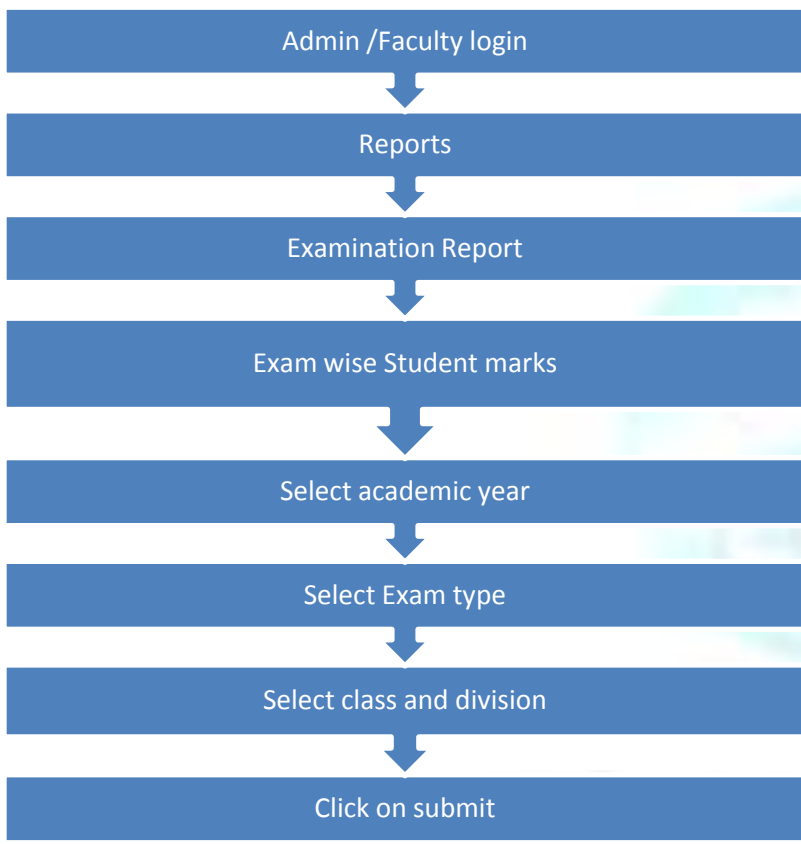 Admin /Faculty login
Reports
Examination Report
Exam wise Student marks
Select academic year
Select Exam type
Select class and division
Click on submit